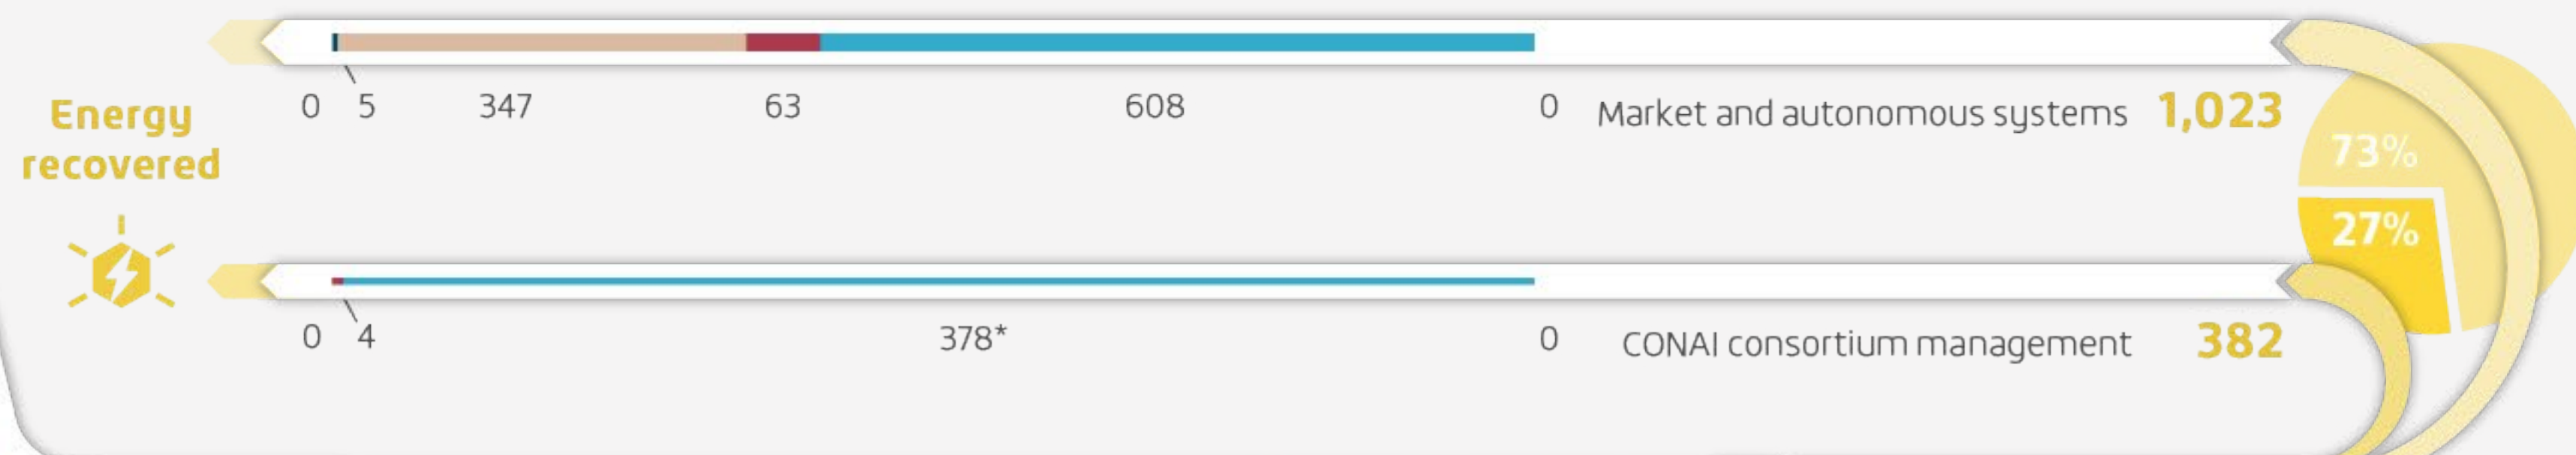 Energy
recovered
0 5 347 63 608 0 Market and autonomous systems 1,023
73%
27%
0 4 378* 0 CONAI consortium management 382